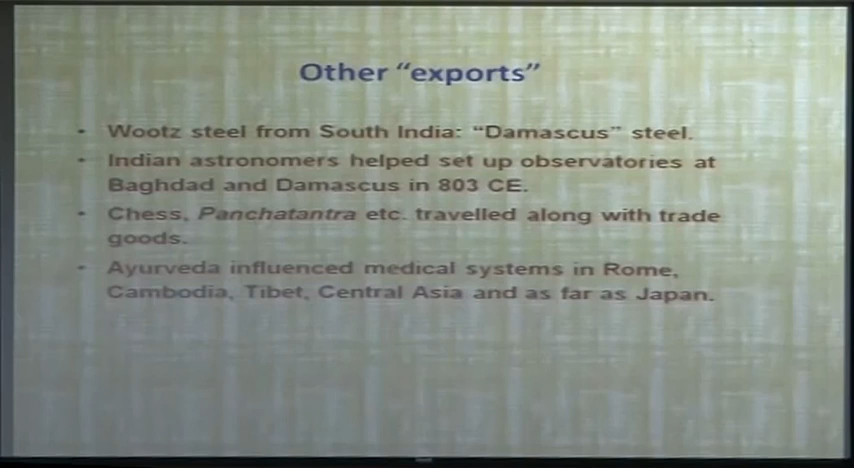 Other “exports”
• Wootz steel from South India: “Damascus” steel.
• Indian astronomers helped set up observatories at
Baghdad and Damascus in 803 CE.
• Chess, Panchatantra etc. travelled along with trade
goods.
• Ayurveda influenced medical systems in Rome,
Cambodia, Tibet, Central Asia and as far as Japan.